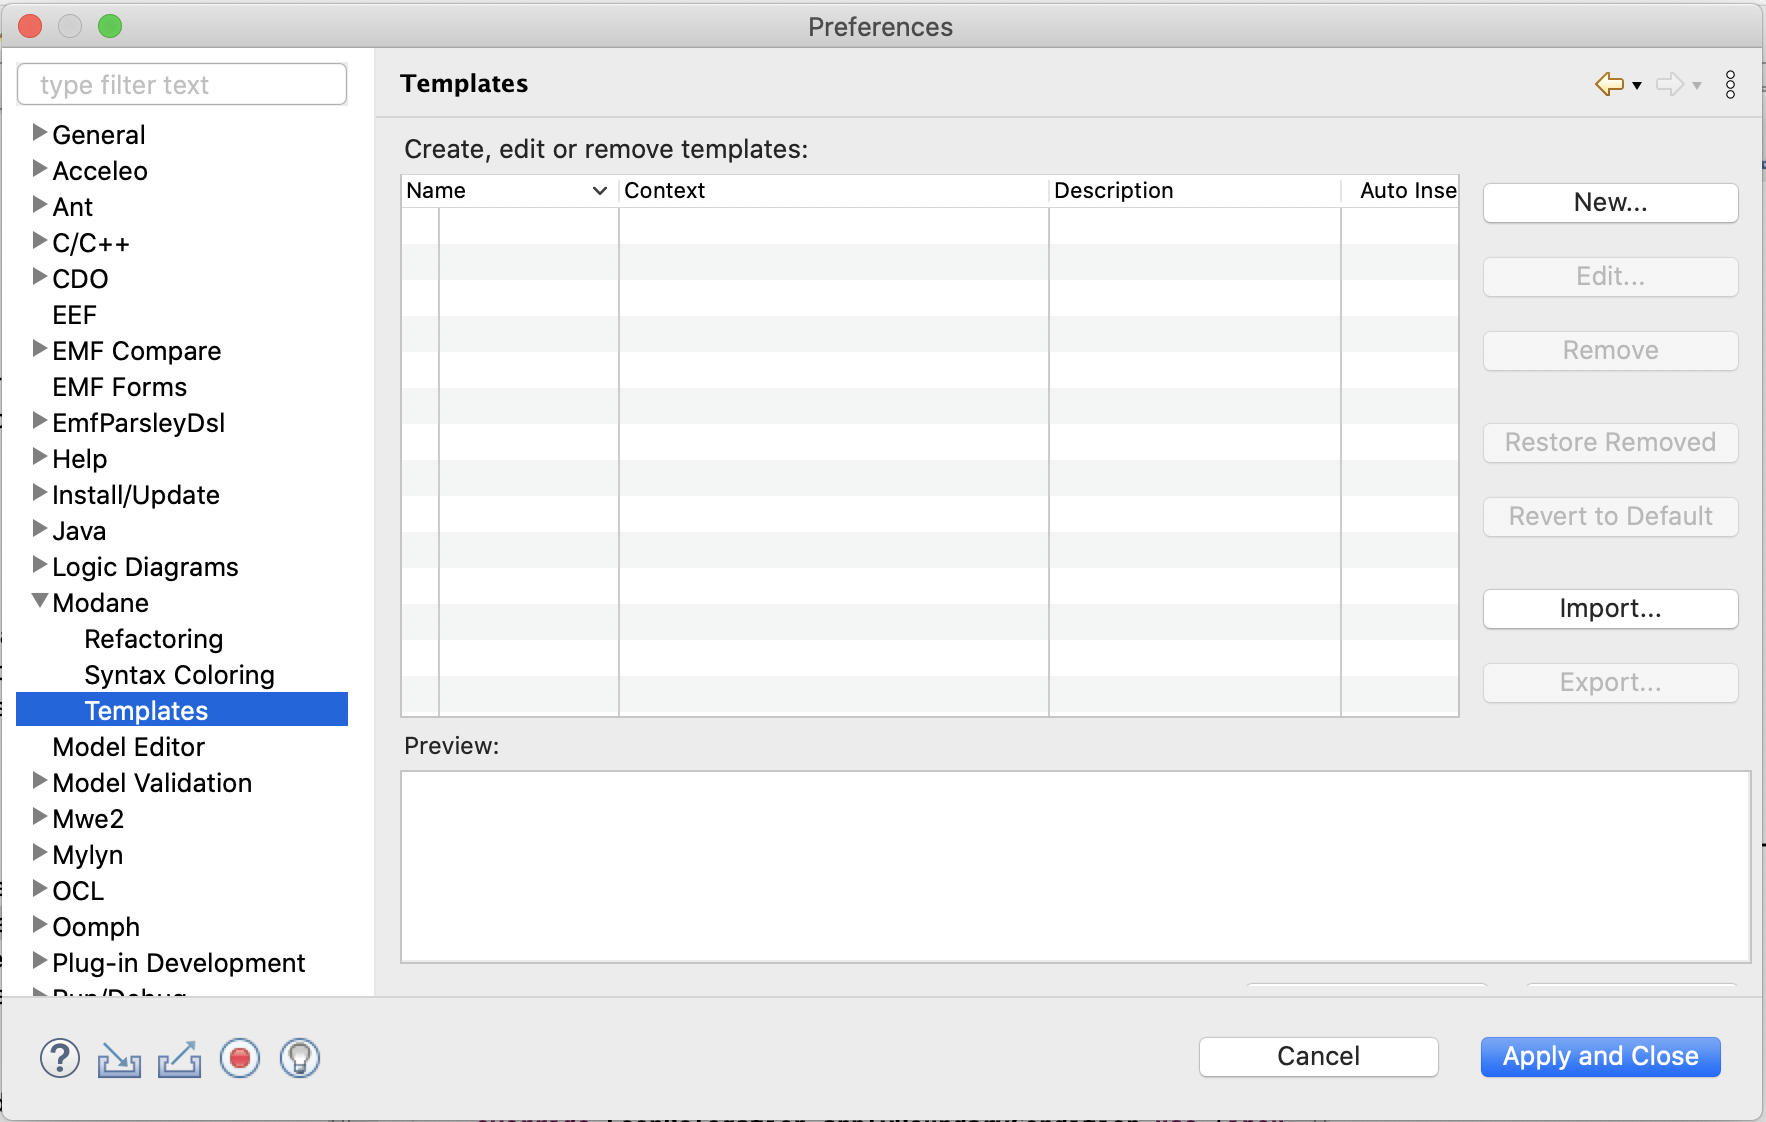 Preferences
type filter text
General
Acceleo
Ant
C/C++
CDO
EEF
EMF Compare
EMF Forms
EmfParsleyDsl
Help
Install/Update
Java
Logic Diagrams
Modane
Refactoring
Syntax Coloring
Templates
Model Editor
Model Validation
Mwe2
Mylyn
OCL
Oomph
Plug-in Development
Run/Debug
Templates
Create, edit or remove templates:
Name Context Description Auto Inse
New...
Edit...
Remove
Restore Removed
Revert to Default
Import...
Export...
Preview:
Cancel
Apply and Close